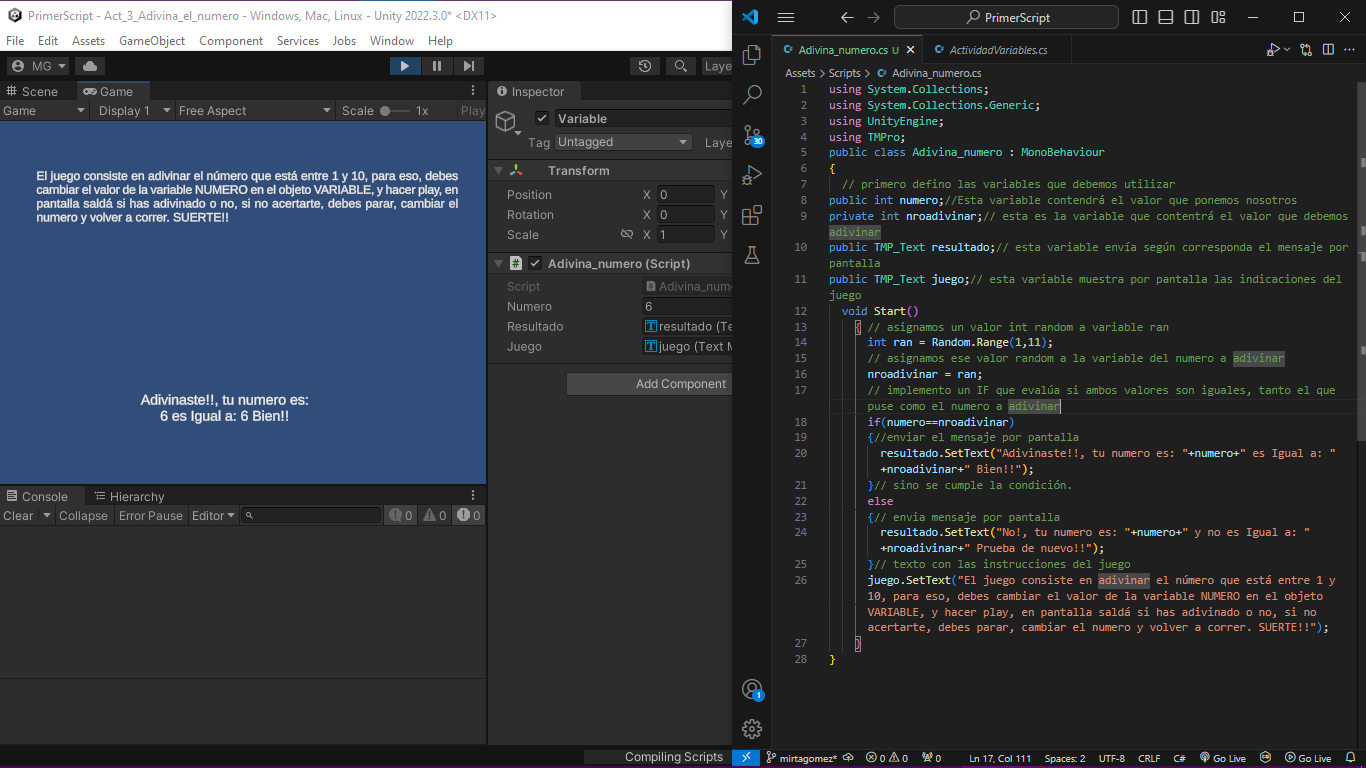 PrimerScript - Act_3_Adivina_el_numero - Windows, Mac, Linux - Unity 2022.3.0* <DX11>
File Edit Assets GameObject Component Services Jobs Window Help
MG Laye
Scene Game
Game Display 1 Free Aspect Scale 1x Play
El juego consiste en adivinar el número que está entre 1 y 10, para eso, debes
cambiar el valor de la variable NUMERO en el objeto VARIABLE, y hacer play, en
pantalla saldá si has adivinado o no, si no acertarte, debes parar, cambiar el
numero y volver a correr. SUERTE!!
Adivinaste!!, tu numero es:
6 es Igual a: 6 Bien!!
Console Hierarchy
Clear Collapse Error Pause Editor 0 0 0
Inspector
Variable
Tag Untagged Laye
Transform
Position X 0 Y
Rotation X 0 Y
Scale X 1 Y
Adivina_numero (Script)
Script Adivina_nume
Numero 6
Resultado resultado (Te
Juego juego (Text M
Add Component
Compiling Scripts
PrimerScript
Adivina_numero.cs U ActividadVariables.cs
Assets > Scripts > Adivina_numero.cs
30
1 using System.Collections;
2 using System.Collections.Generic;
3 using UnityEngine;
4 using TMPro;
5 public class Adivina_numero : MonoBehaviour
6 {
7 // primero defino las variables que debemos utilizar
8 public int numero;//Esta variable contendrá el valor que ponemos nosotros
9 private int nroadivinar;// esta es la variable que contentrá el valor que debemos
adivinar
10 public TMP_Text resultado;// esta variable envía según corresponda el mensaje por
pantalla
11 public TMP_Text juego;// esta variable muestra por pantalla las indicaciones del
juego
12 void Start()
13 { // asignamos un valor int random a variable ran
14 int ran = Random.Range(1,11);
15 // asignamos ese valor random a la variable del numero a adivinar
16 nroadivinar = ran;
17 // implemento un IF que evalúa si ambos valores son iguales, tanto el que
puse como el numero a adivinar
18 if(numero==nroadivinar)
19 {//enviar el mensaje por pantalla
20 resultado.SetText("Adivinaste!!, tu numero es: "+numero+" es Igual a: "
+nroadivinar+" Bien!!");
21 }// sino se cumple la condición.
22 else
23 {// envia mensaje por pantalla
24 resultado.SetText("No!, tu numero es: "+numero+" y no es Igual a: "
+nroadivinar+" Prueba de nuevo!!");
25 }// texto con las instrucciones del juego
26 juego.SetText("El juego consiste en adivinar el número que está entre 1 y
10, para eso, debes cambiar el valor de la variable NUMERO en el objeto
VARIABLE, y hacer play, en pantalla saldá si has adivinado o no, si no
acertarte, debes parar, cambiar el numero y volver a correr. SUERTE!!");
27 }
28 }
1
mirtagomez* 0 0 0 Ln 17, Col 111 Spaces: 2 UTF-8 CRLF C# Go Live Go Live